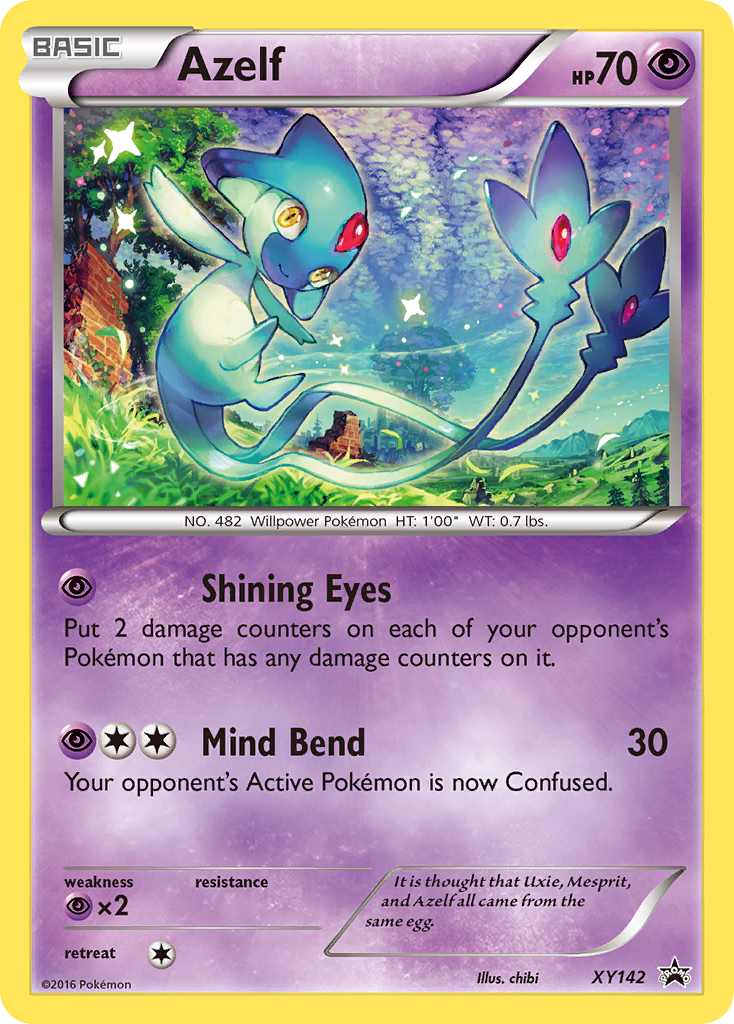 BASIC
Azelf
HP70
NO. 482 Willpower Pokémon HT: 1'00" WT: 0.7 lbs.
Shining Eyes
Put 2 damage counters on each of your opponent's
Pokémon that has any damage counters on it.
Mind Bend 30
Your opponent's Active Pokémon is now Confused.
weakness resistance
×2
retreat
It is thought that Uxie, Mesprit,
and Azelf all came from the
same egg.
©2016 Pokémon
Illus. chibi
XY142
PROMO